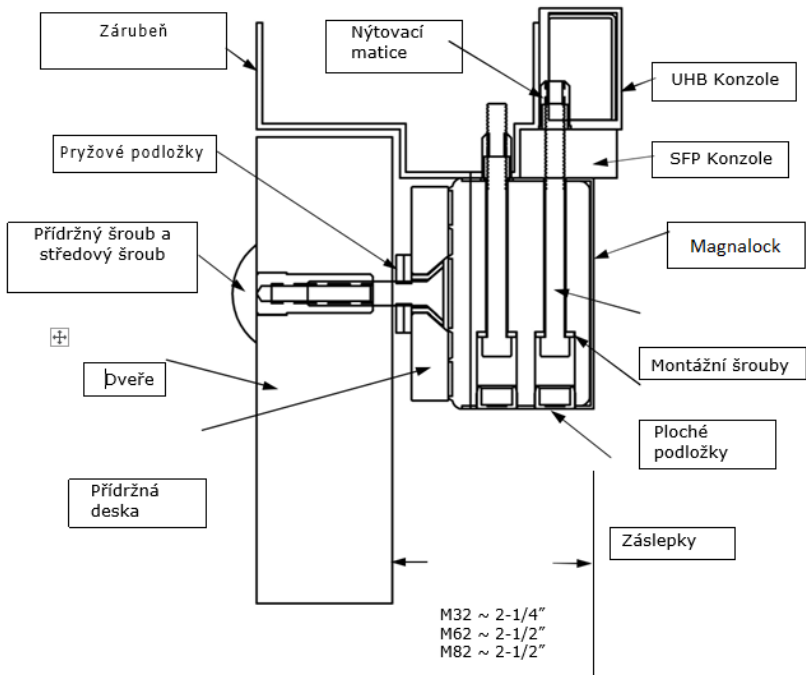 Zárubeň
Nýtovací
matice
UHB Konzole
Pryžové podložky
SFP Konzole
Přídržný šroub a
středový šroub
Magnalock
Dveře
Montážní šrouby
Ploché
podložky
Přídržná
deska
Záslepky
M32 ~ 2-1/4”
M62 ~ 2-1/2”
M82 ~ 2-1/2”